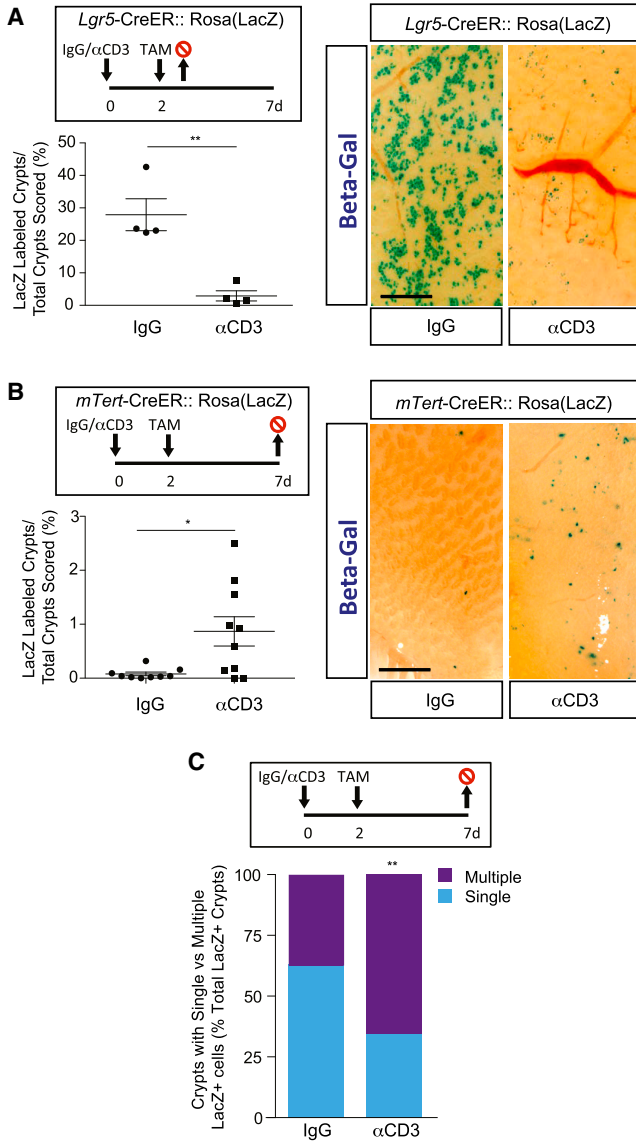 A
Lgr5-CreER:: Rosa(LacZ)
IgG/αCD3 TAM
0 2 7d
LacZ Labeled Crypts/
Total Crypts Scored (%)
50
40
30
20
10
0
**
IgG αCD3
Lgr5-CreER:: Rosa(LacZ)
Beta-Gal
IgG αCD3
B
mTert-CreER:: Rosa(LacZ)
IgG/αCD3 TAM
0 2 7d
LacZ Labeled Crypts/
Total Crypts Scored (%)
3
2
1
0
*
IgG αCD3
mTert-CreER:: Rosa(LacZ)
Beta-Gal
IgG αCD3
C
IgG/αCD3 TAM
0 2 7d
Crypts with Single vs Multiple
LacZ+ cells (% Total LacZ+ Crypts)
100
75
50
25
0
**
IgG αCD3
Multiple
Single